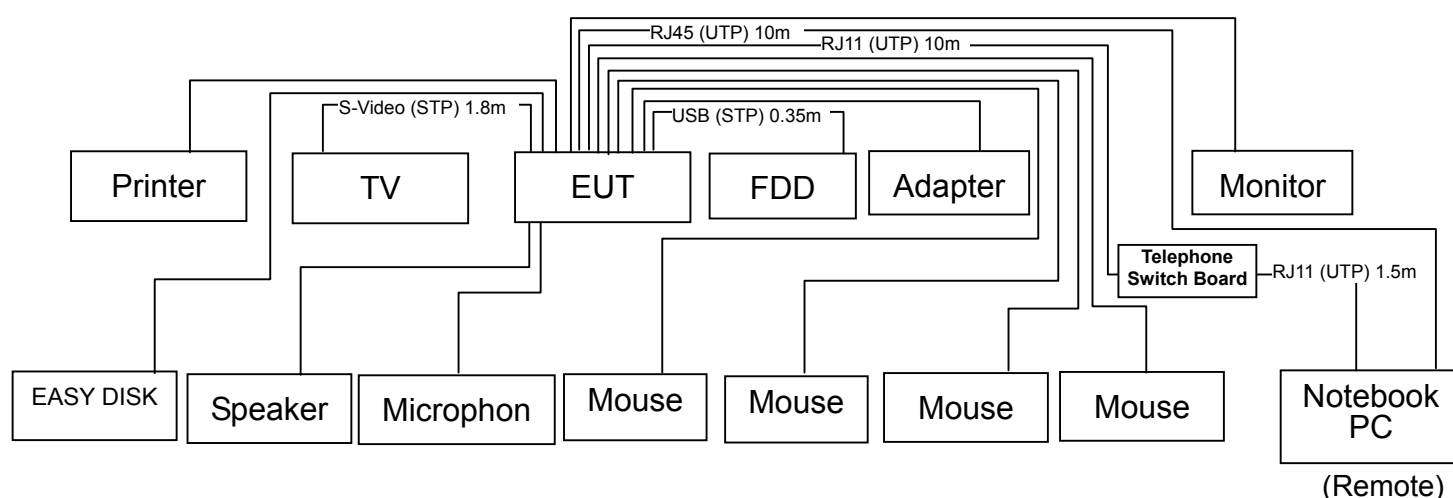 RJ45 (UTP) 10m
RJ11 (UTP) 10m
S-Video (STP) 1.8m
USB (STP) 0.35m
Printer
TV
EUT
FDD
Adapter
Monitor
Telephone
Switch Board
RJ11 (UTP) 1.5m
EASY DISK
Speaker
Microphon
Mouse
Mouse
Mouse
Mouse
Notebook
PC
(Remote)